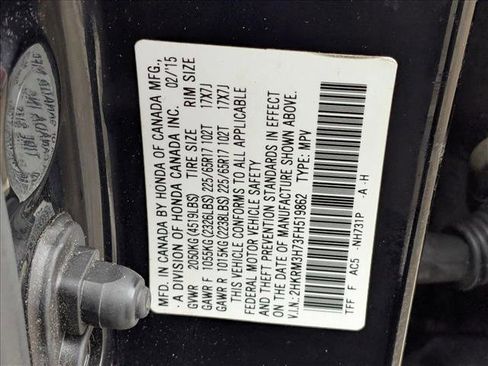 MFD. IN CANADA BY HONDA OF CANADA MFG.,
A DIVISION OF HONDA CANADA INC. 02/15
GVWR 2050KG (4519LBS) TIRE SIZE RIM SIZE
GAWR F 1055KG (2326LBS) 225/65R17 102T 17X7J
GAWR R 1015KG (2238LBS) 225/65R17 102T 17X7J
THIS VEHICLE CONFORMS TO ALL APPLICABLE
FEDERAL MOTOR VEHICLE SAFETY
AND THEFT PREVENTION STANDARDS IN EFFECT
ON THE DATE OF MANUFACTURE SHOWN ABOVE.
V.I.N.:2HKRM3H73FH519862 TYPE: MPV
TFF F AC5 -NH731P -A -H